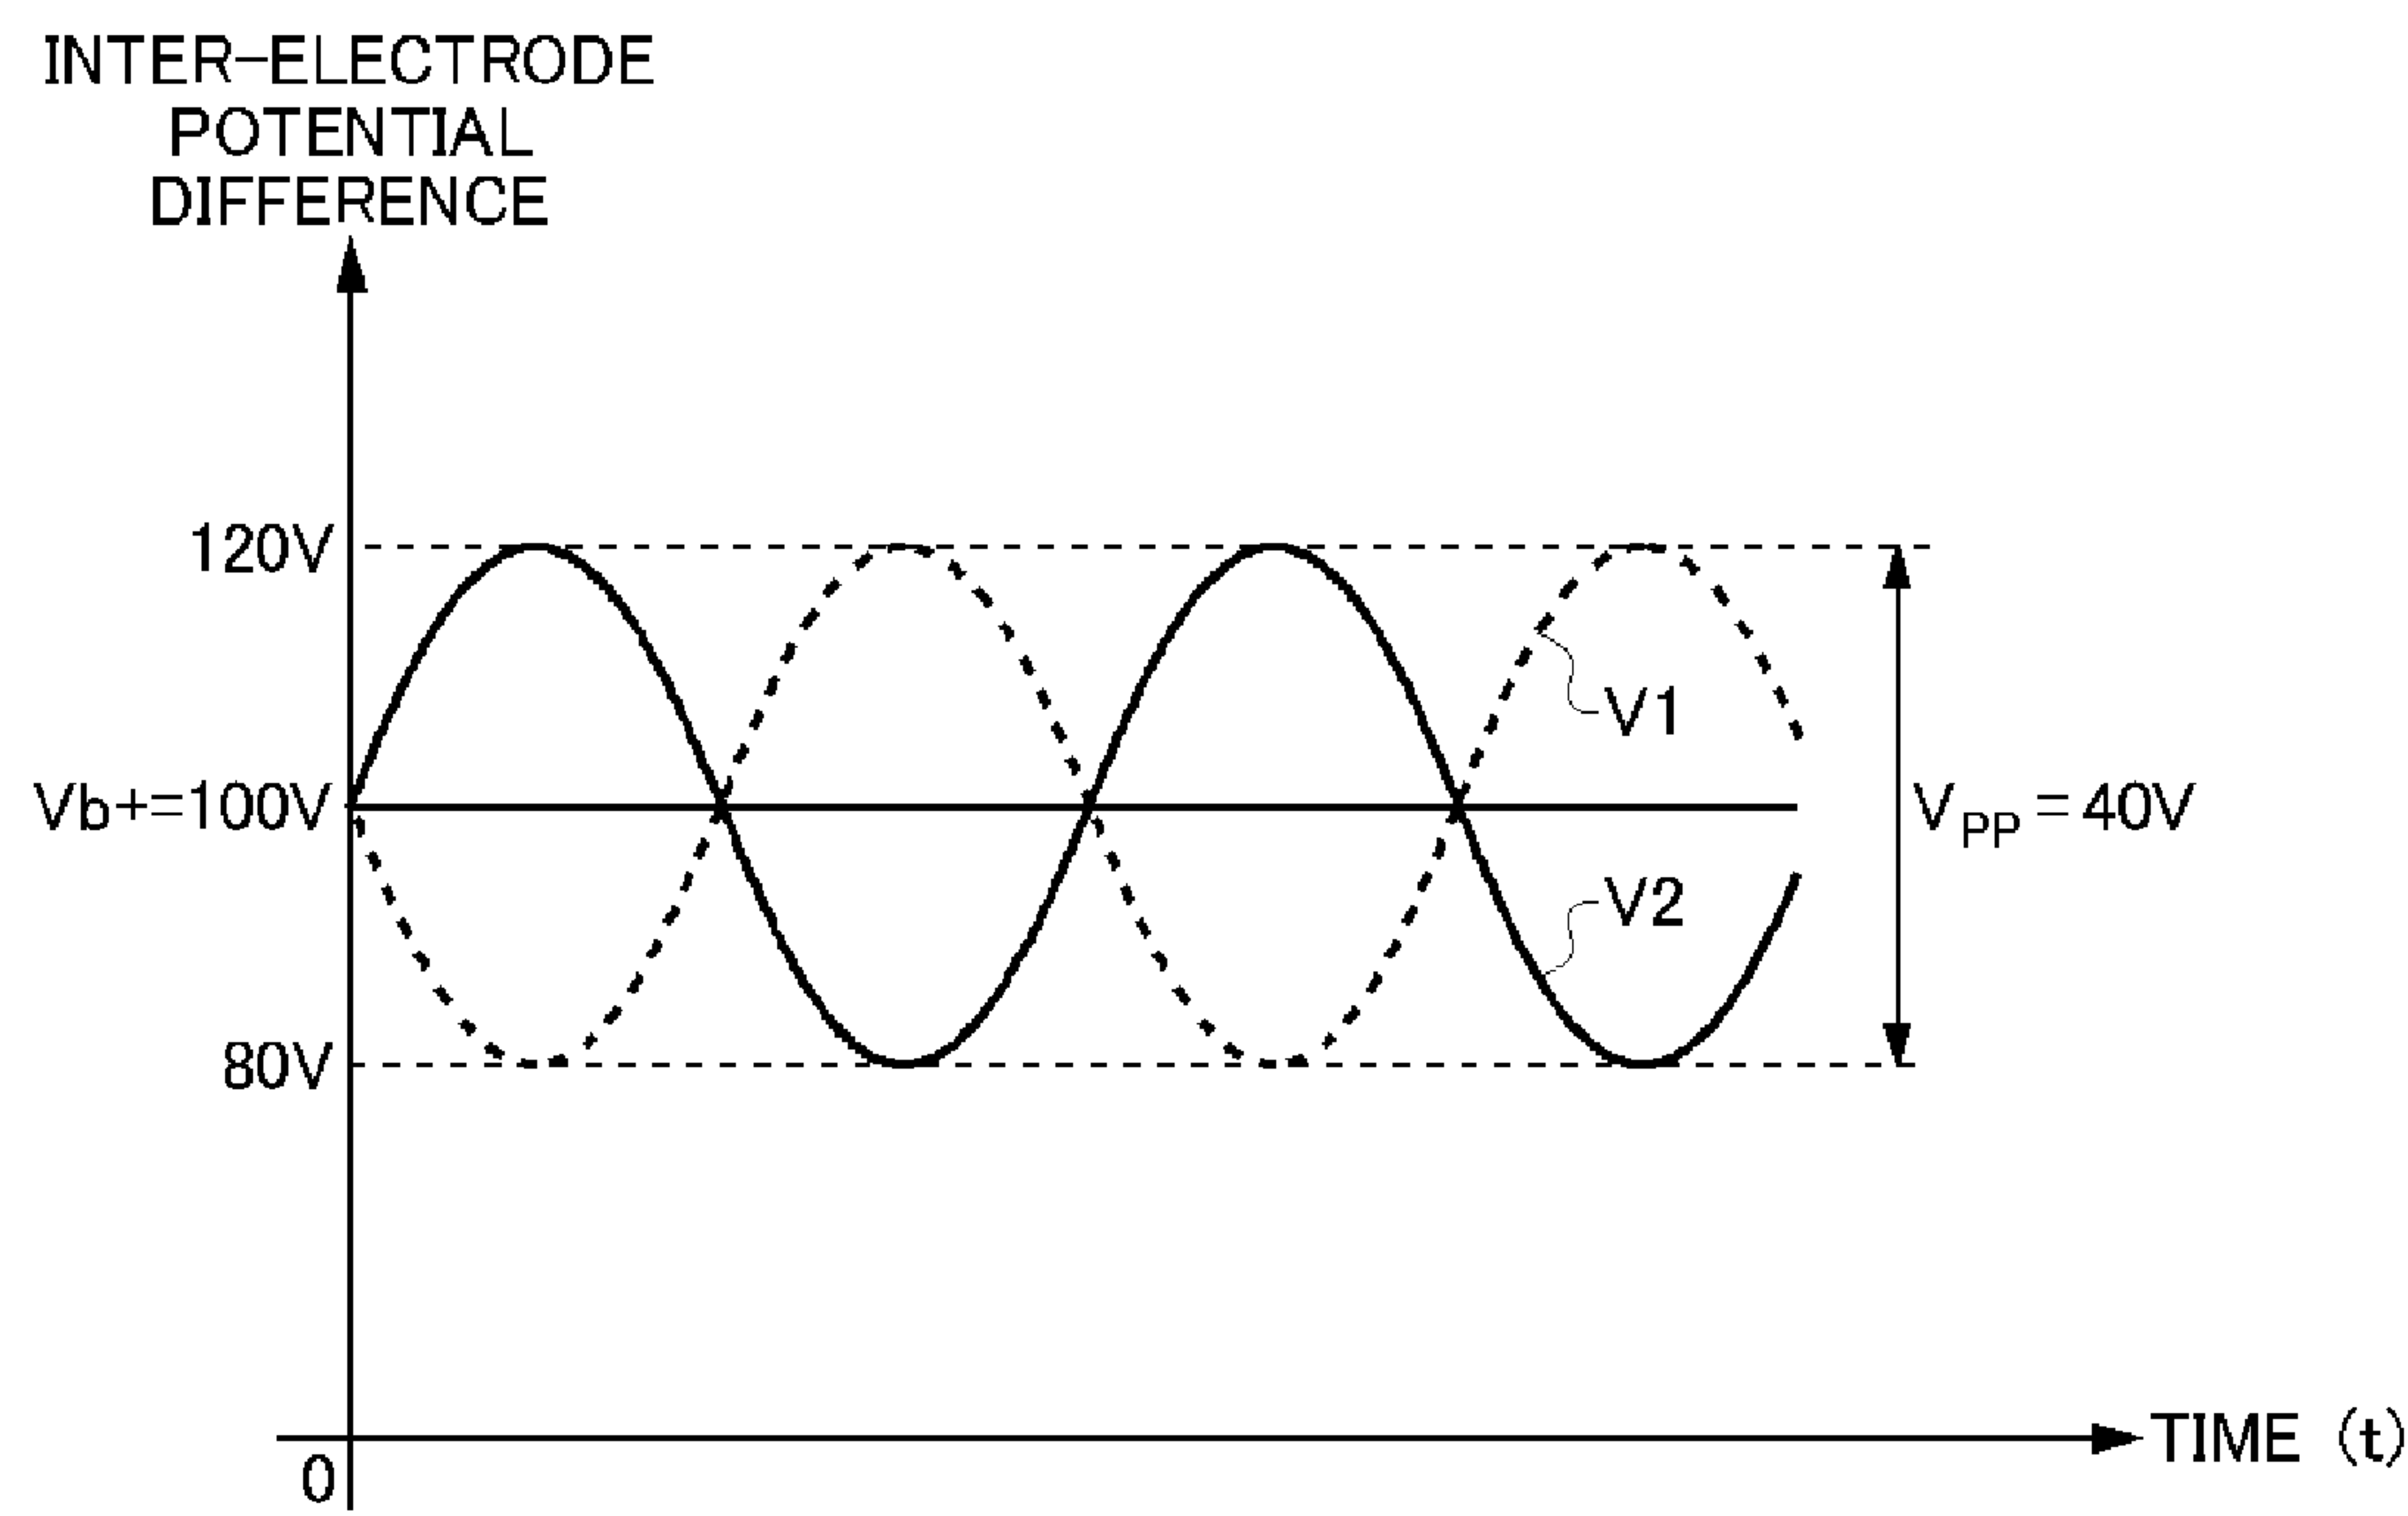 INTER-ELECTRODE
POTENTIAL
DIFFERENCE
120V
V1
Vb+=100V
VPP = 40V
V2
80V
TIME (t)
0